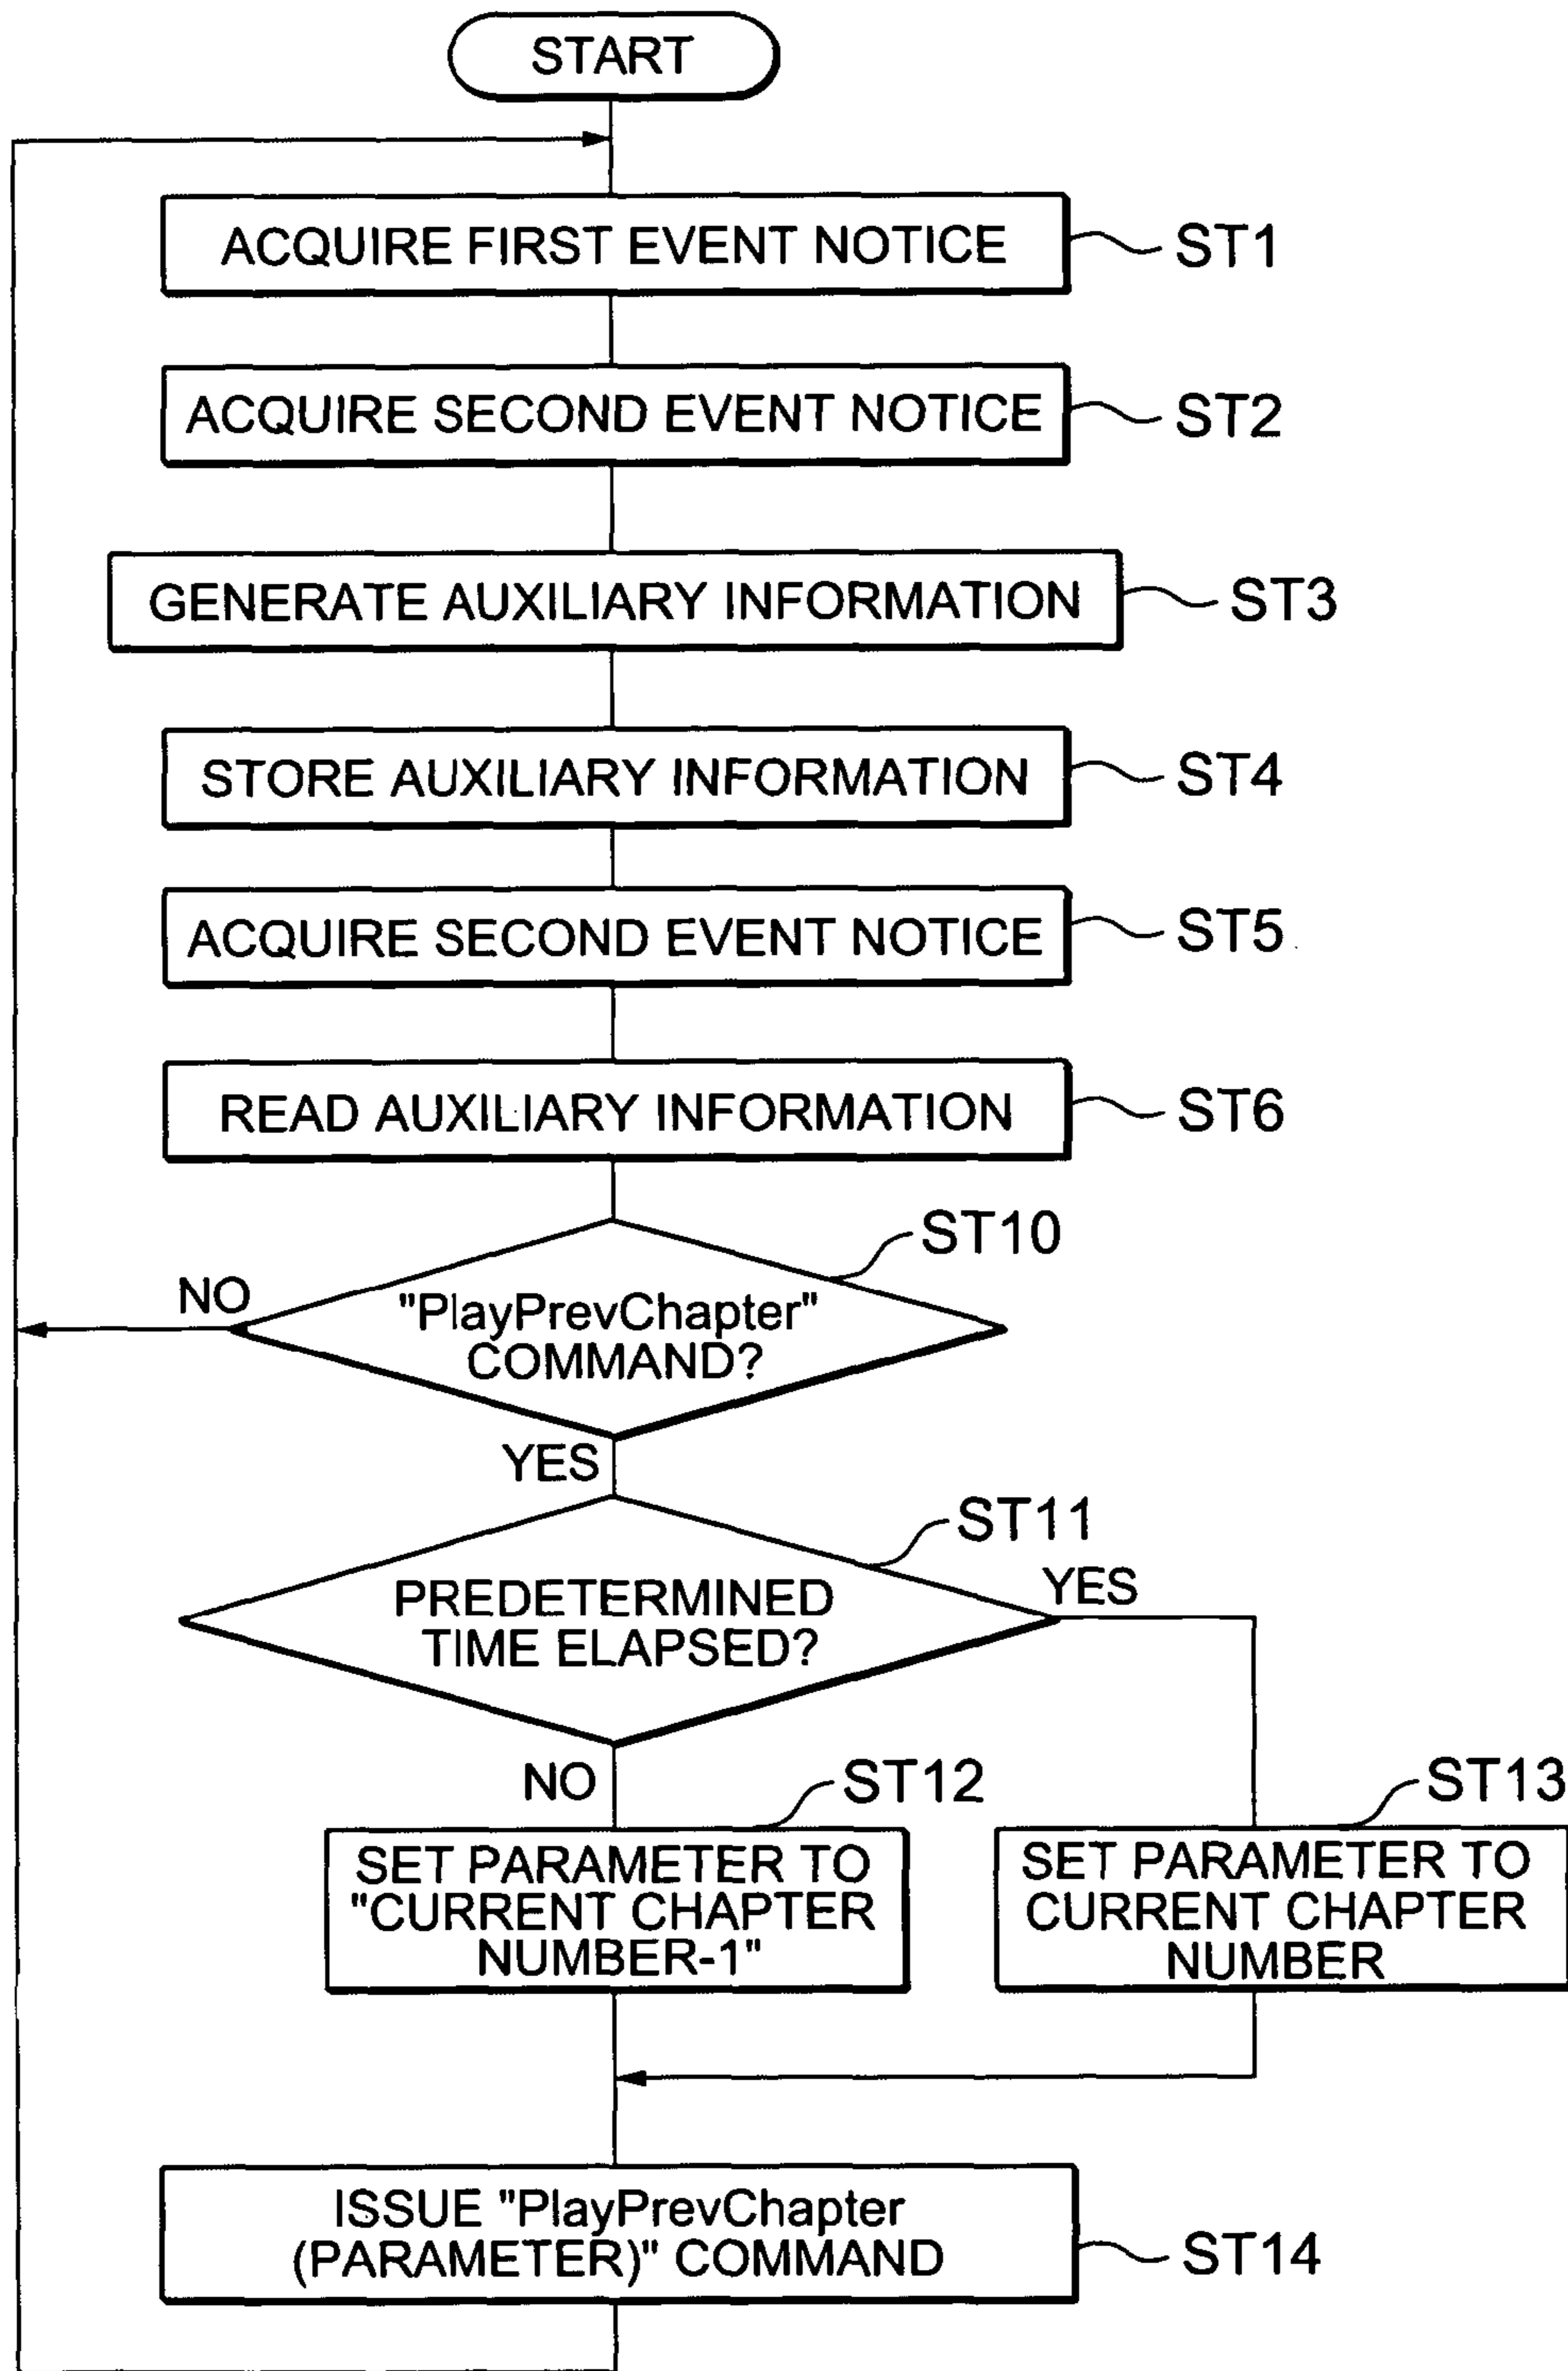 START
ACQUIRE FIRST EVENT NOTICE
ST1
ACQUIRE SECOND EVENT NOTICE
ST2
GENERATE AUXILIARY INFORMATION
ST3
STORE AUXILIARY INFORMATION
ST4
ACQUIRE SECOND EVENT NOTICE
ST5
READ AUXILIARY INFORMATION
ST6
ST10
NO
"PlayPrevChapter"
COMMAND?
YES
ST11
PREDETERMINED
TIME ELAPSED?
YES
NO
ST12
SET PARAMETER TO
"CURRENT CHAPTER
NUMBER-1"
ST13
SET PARAMETER TO
CURRENT CHAPTER
NUMBER
ISSUE "PlayPrevChapter
(PARAMETER)" COMMAND
ST14